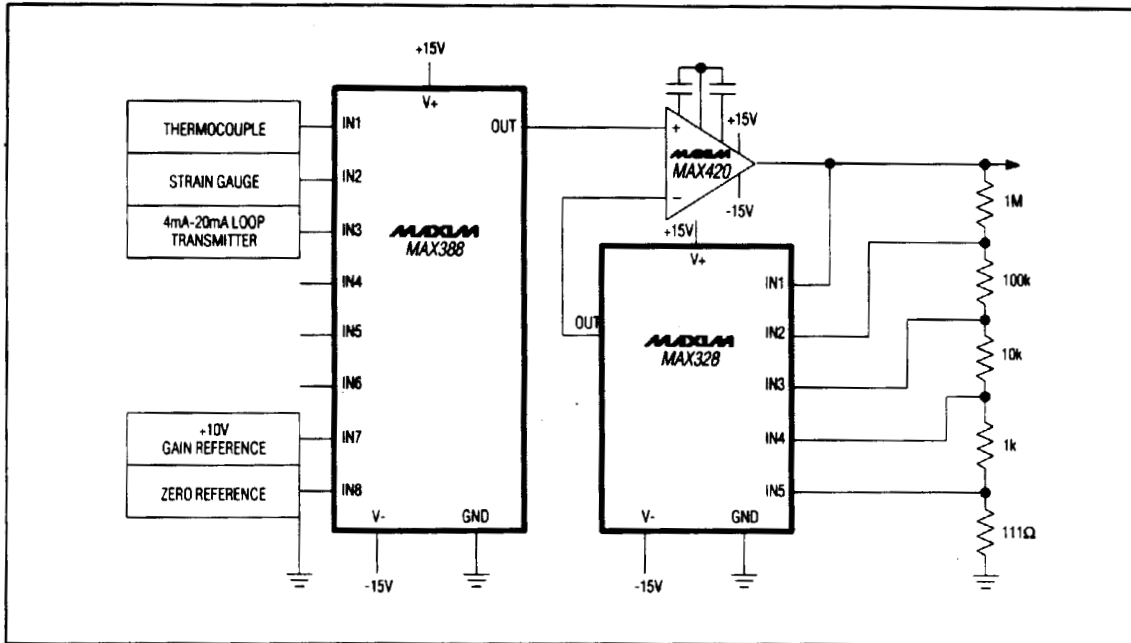 +15V
V+
THERMOCOUPLE
IN1
OUT
STRAIN GAUGE
IN2
4mA-20mA LOOP
TRANSMITTER
IN3
MAXIM
MAX388
IN4
IN5
IN6
+10V
GAIN REFERENCE
IN7
ZERO REFERENCE
IN8
V-
GND
-15V
+
MAXIM
MAX420
−
+15V
-15V
+15V
V+
IN1
OUT
IN2
MAXIM
MAX328
IN3
IN4
IN5
V-
GND
-15V
1M
100k
10k
1k
111Ω